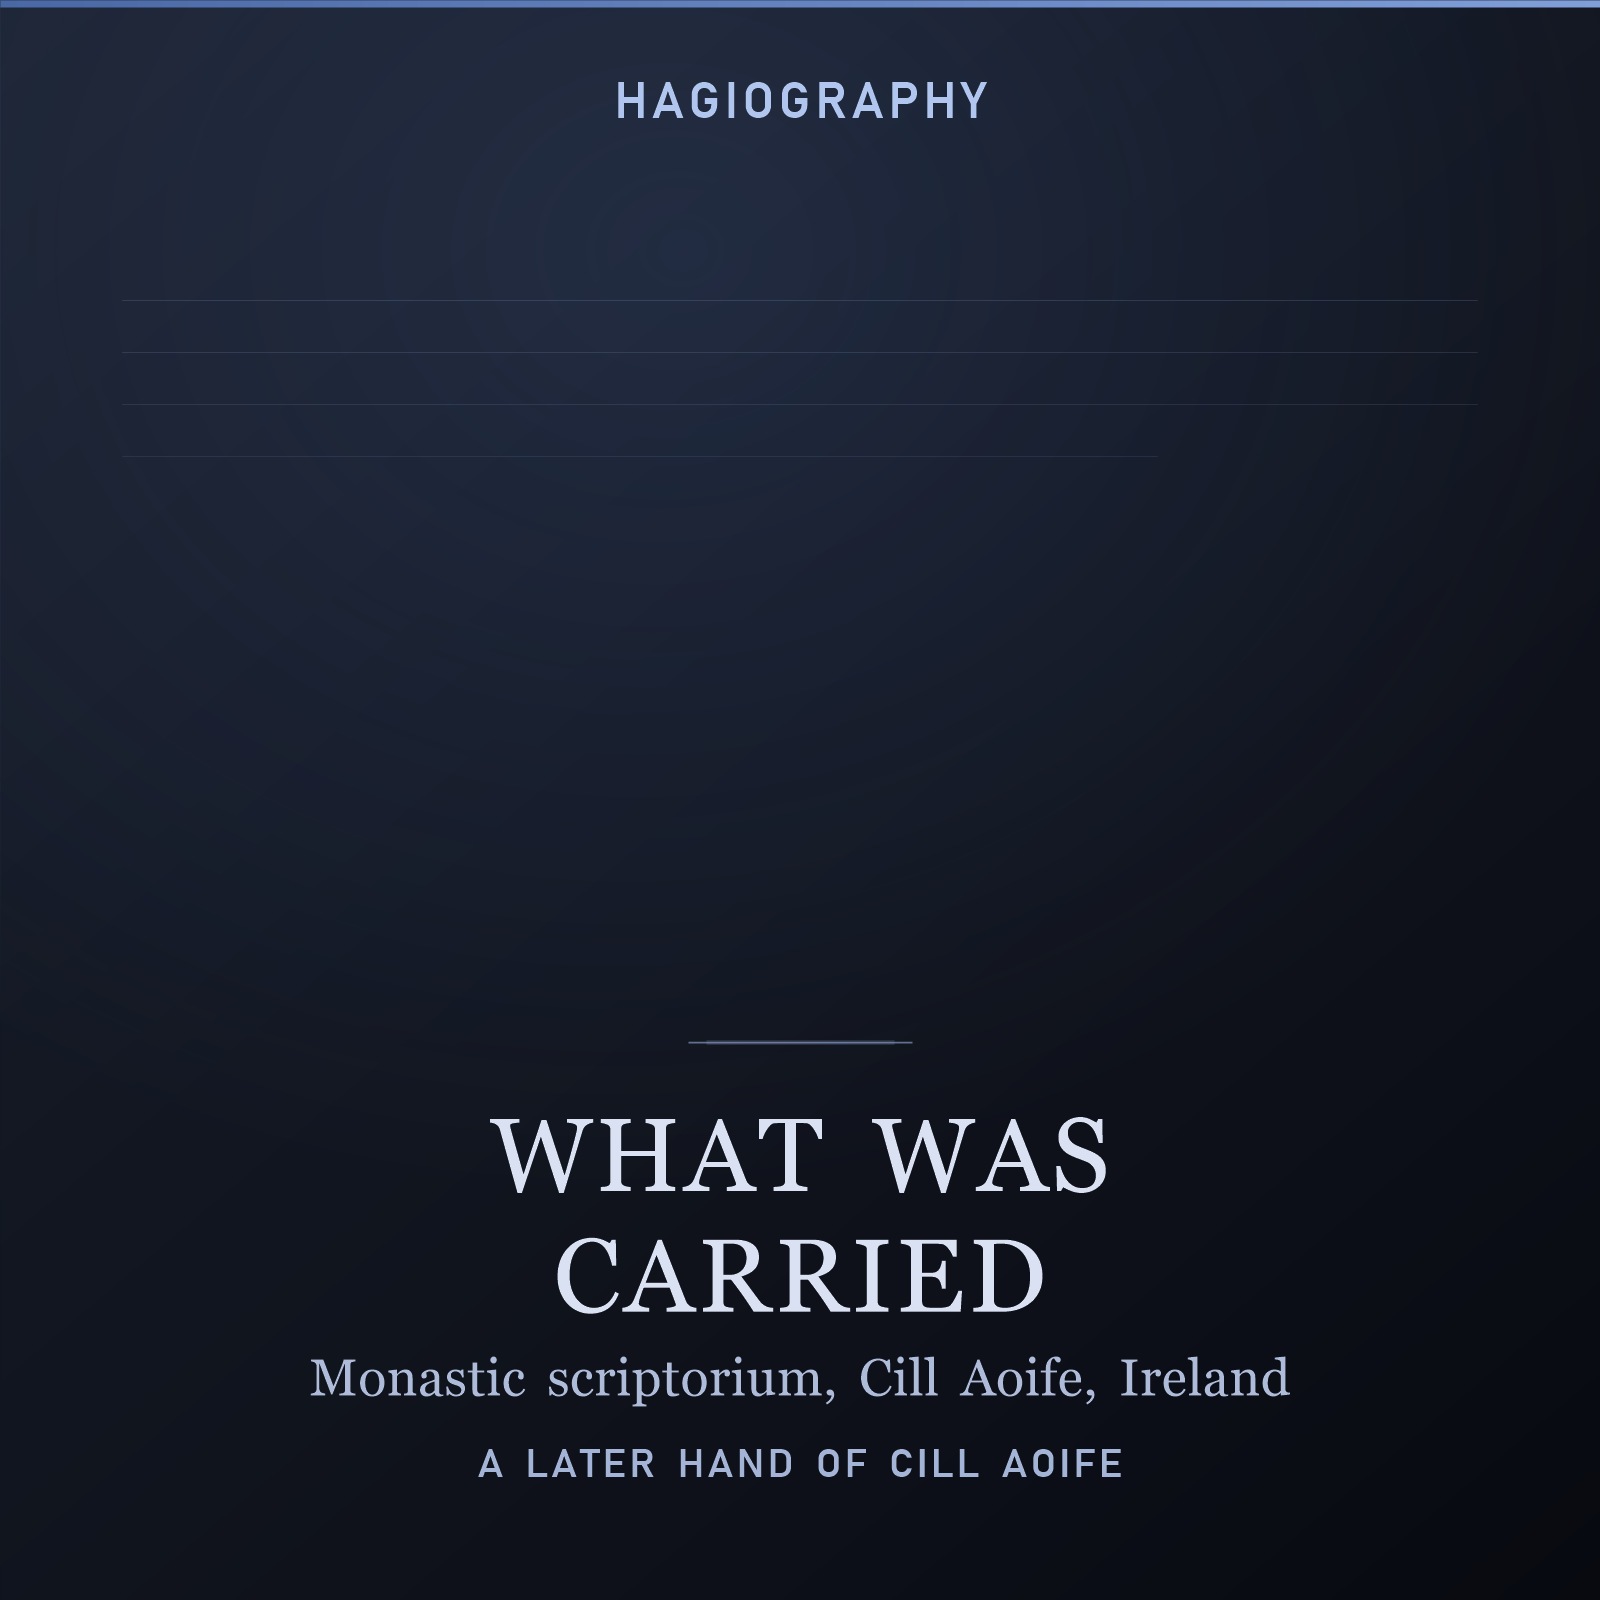 HAGIOGRAPHY
WHAT WAS
CARRIED
Monastic scriptorium, Cill Aoife, Ireland
A LATER HAND OF CILL AOIFE